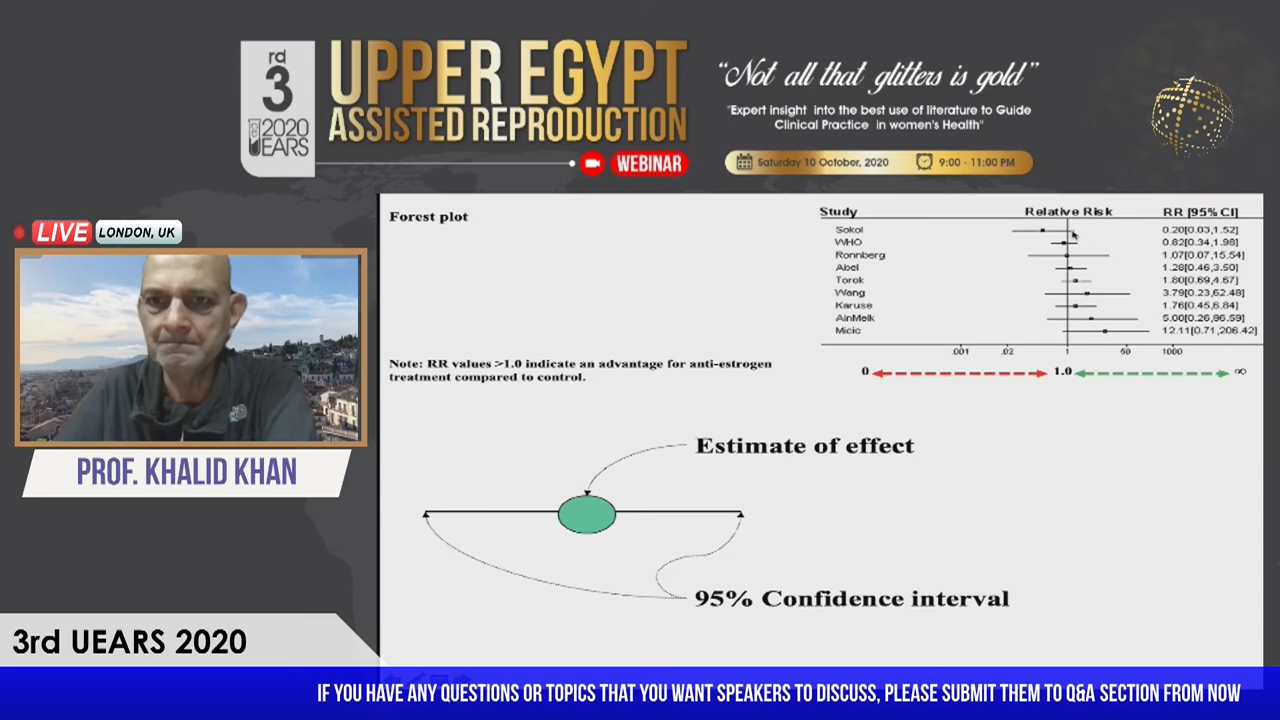 rd
3
2020
UEARS
UPPER EGYPT
ASSISTED REPRODUCTION
WEBINAR
“Not all that glitters is gold”
"Expert insight into the best use of literature to Guide
Clinical Practice in women's Health"
Saturday 10 October, 2020 9:00 - 11:00 PM
LIVE LONDON, UK
PROF. KHALID KHAN
Forest plot
Study Relative Risk RR [95% CI]
Sokol 0.20[0.03,1.52]
WHO 0.82[0.34,1.98]
Ronnberg 1.07[0.07,15.54]
Abel 1.28[0.46,3.50]
Torok 1.80[0.69,4.67]
Wang 3.79[0.23,62.48]
Karuse 1.76[0.45,6.84]
AinMelk 5.00[0.26,96.59]
Micic 12.11[0.71,206.42]
.001 .02 1 50 1000
0 1.0 ∞
Note: RR values >1.0 indicate an advantage for anti-estrogen
treatment compared to control.
Estimate of effect
95% Confidence interval
3rd UEARS 2020
IF YOU HAVE ANY QUESTIONS OR TOPICS THAT YOU WANT SPEAKERS TO DISCUSS, PLEASE SUBMIT THEM TO Q&A SECTION FROM NOW